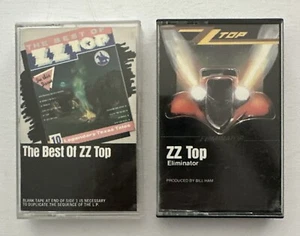 THE BEST OF
ZZ TOP
10 Legendary Texas Tales
The Best Of ZZ Top
BLANK TAPE AT END OF SIDE 1 IS NECESSARY
TO DUPLICATE THE SEQUENCE OF THE L.P.
ZZ TOP
ZZ Top
Eliminator
PRODUCED BY BILL HAM